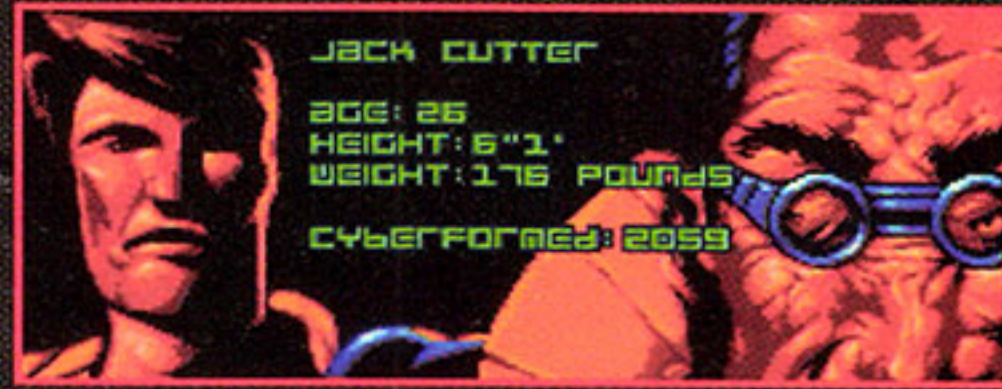 JACK CUTTER
AGE: 26
HEIGHT: 6"1'
WEIGHT: 176 POUNDS
CYBERFORMED: 2059